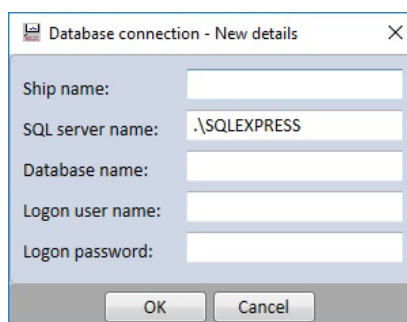 Database connection - New details
Ship name:
SQL server name: .\SQLEXPRESS
Database name:
Logon user name:
Logon password:
OK Cancel